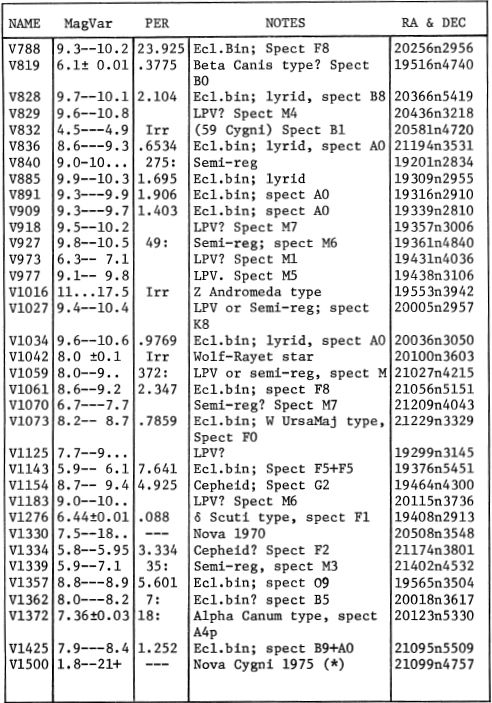 NAME MagVar PER NOTES RA & DEC
V788 9.3--10.2 23.925 Ecl.Bin; Spect F8 20256n2956
V819 6.1± 0.01 .3775 Beta Canis type? Spect 19516n4740
B0
V828 9.7--10.1 2.104 Ecl.bin; lyrid, spect B8 20366n5419
V829 9.6--10.8 LPV? Spect M4 20436n3218
V832 4.5---4.9 Irr (59 Cygni) Spect B1 20581n4720
V836 8.6---9.3 .6534 Ecl.bin; lyrid, spect A0 21194n3531
V840 9.0-10... 275: Semi-reg 19201n2834
V885 9.9--10.3 1.695 Ecl.bin; lyrid 19309n2955
V891 9.3---9.9 1.906 Ecl.bin; spect A0 19316n2910
V909 9.3---9.7 1.403 Ecl.bin; spect A0 19339n2810
V918 9.5--10.2 LPV? Spect M7 19357n3006
V927 9.8--10.5 49: Semi-reg; spect M6 19361n4840
V973 6.3-- 7.1 LPV? Spect M1 19431n4036
V977 9.1-- 9.8 LPV. Spect M5 19438n3106
V1016 11...17.5 Irr Z Andromeda type 19553n3942
V1027 9.4--10.4 LPV or Semi-reg; spect 20005n2957
K8
V1034 9.6--10.6 .9769 Ecl.bin; lyrid, spect A0 20036n3050
V1042 8.0 ±0.1 Irr Wolf-Rayet star 20100n3603
V1059 8.0--9.. 372: LPV or semi-reg, spect M 21027n4215
V1061 8.6--9.2 2.347 Ecl.bin; spect F8 21056n5151
V1070 6.7---7.7 Semi-reg? Spect M7 21209n4043
V1073 8.2-- 8.7 .7859 Ecl.bin; W UrsaMaj type, 21229n3329
Spect F0
V1125 7.7--9... LPV? 19299n3145
V1143 5.9-- 6.1 7.641 Ecl.bin; Spect F5+F5 19376n5451
V1154 8.7-- 9.4 4.925 Cepheid; Spect G2 19464n4300
V1183 9.0--10.. LPV? Spect M6 20115n3736
V1276 6.44±0.01 .088 δ Scuti type, spect F1 19408n2913
V1330 7.5--18.. --- Nova 1970 20508n3548
V1334 5.8--5.95 3.334 Cepheid? Spect F2 21174n3801
V1339 5.9--7.1 35: Semi-reg, spect M3 21402n4532
V1357 8.8---8.9 5.601 Ecl.bin; spect O9 19565n3504
V1362 8.0---8.2 7: Ecl.bin? spect B5 20018n3617
V1372 7.36±0.03 18: Alpha Canum type, spect 20123n5330
A4p
V1425 7.9---8.4 1.252 Ecl.bin; spect B9+A0 21095n5509
V1500 1.8--21+ --- Nova Cygni 1975 (*) 21099n4757